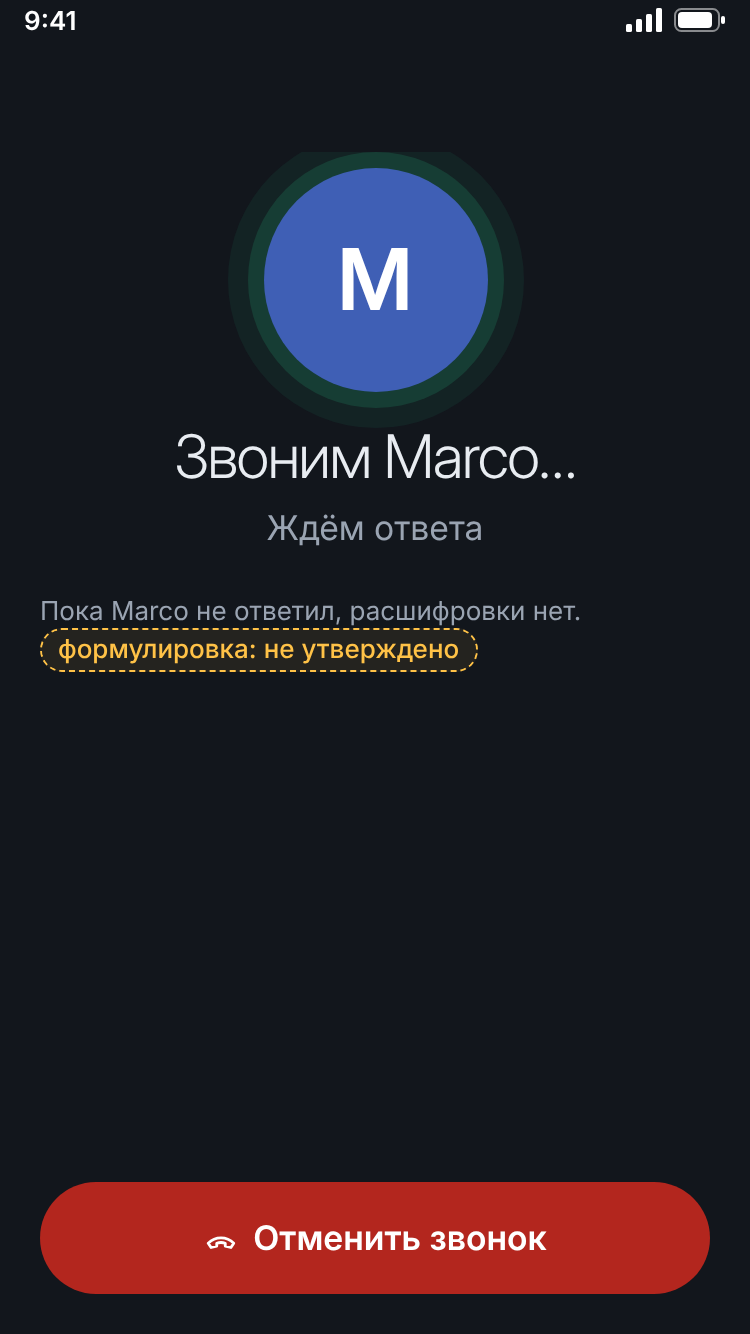 9:41
M
Звоним Marco...
Ждём ответа
Пока Marco не ответил, расшифровки нет.
формулировка: не утверждено
Отменить звонок